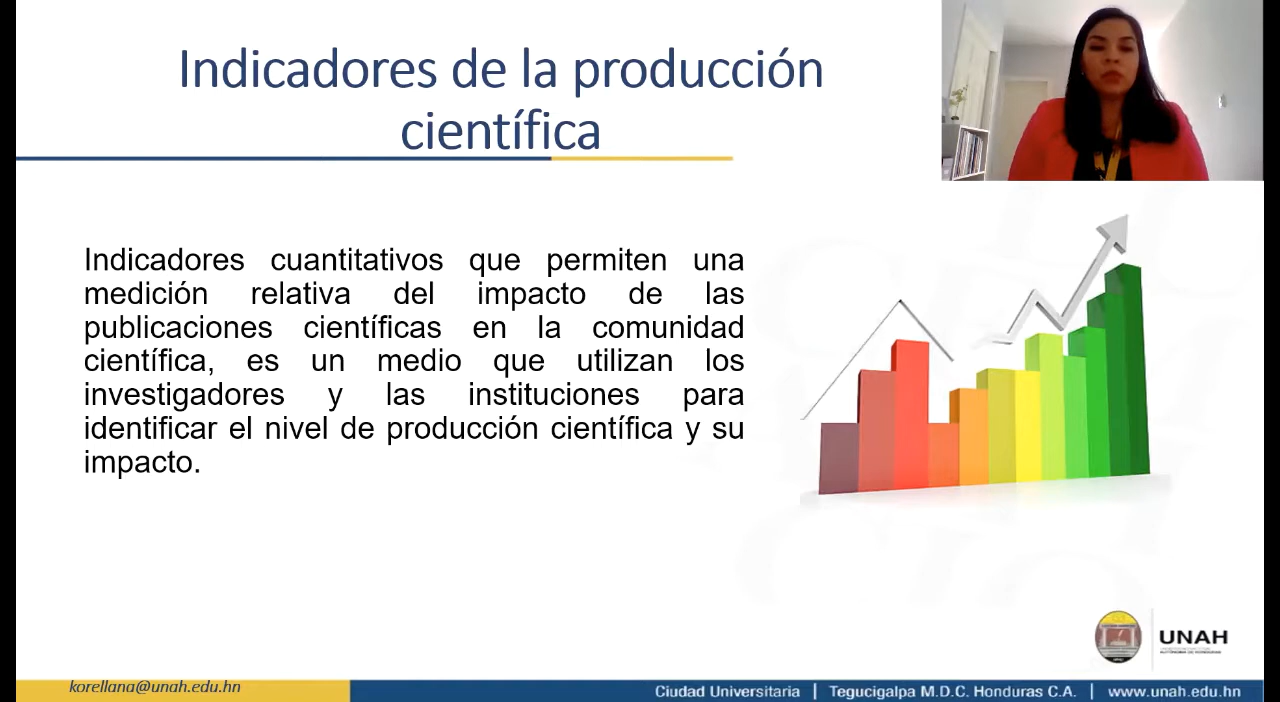 Indicadores de la producción
científica
Indicadores cuantitativos que permiten una
medición relativa del impacto de las
publicaciones científicas en la comunidad
científica, es un medio que utilizan los
investigadores y las instituciones para
identificar el nivel de producción científica y su
impacto.
UNAH
korellana@unah.edu.hn
Ciudad Universitaria | Tegucigalpa M.D.C. Honduras C.A. | www.unah.edu.hn